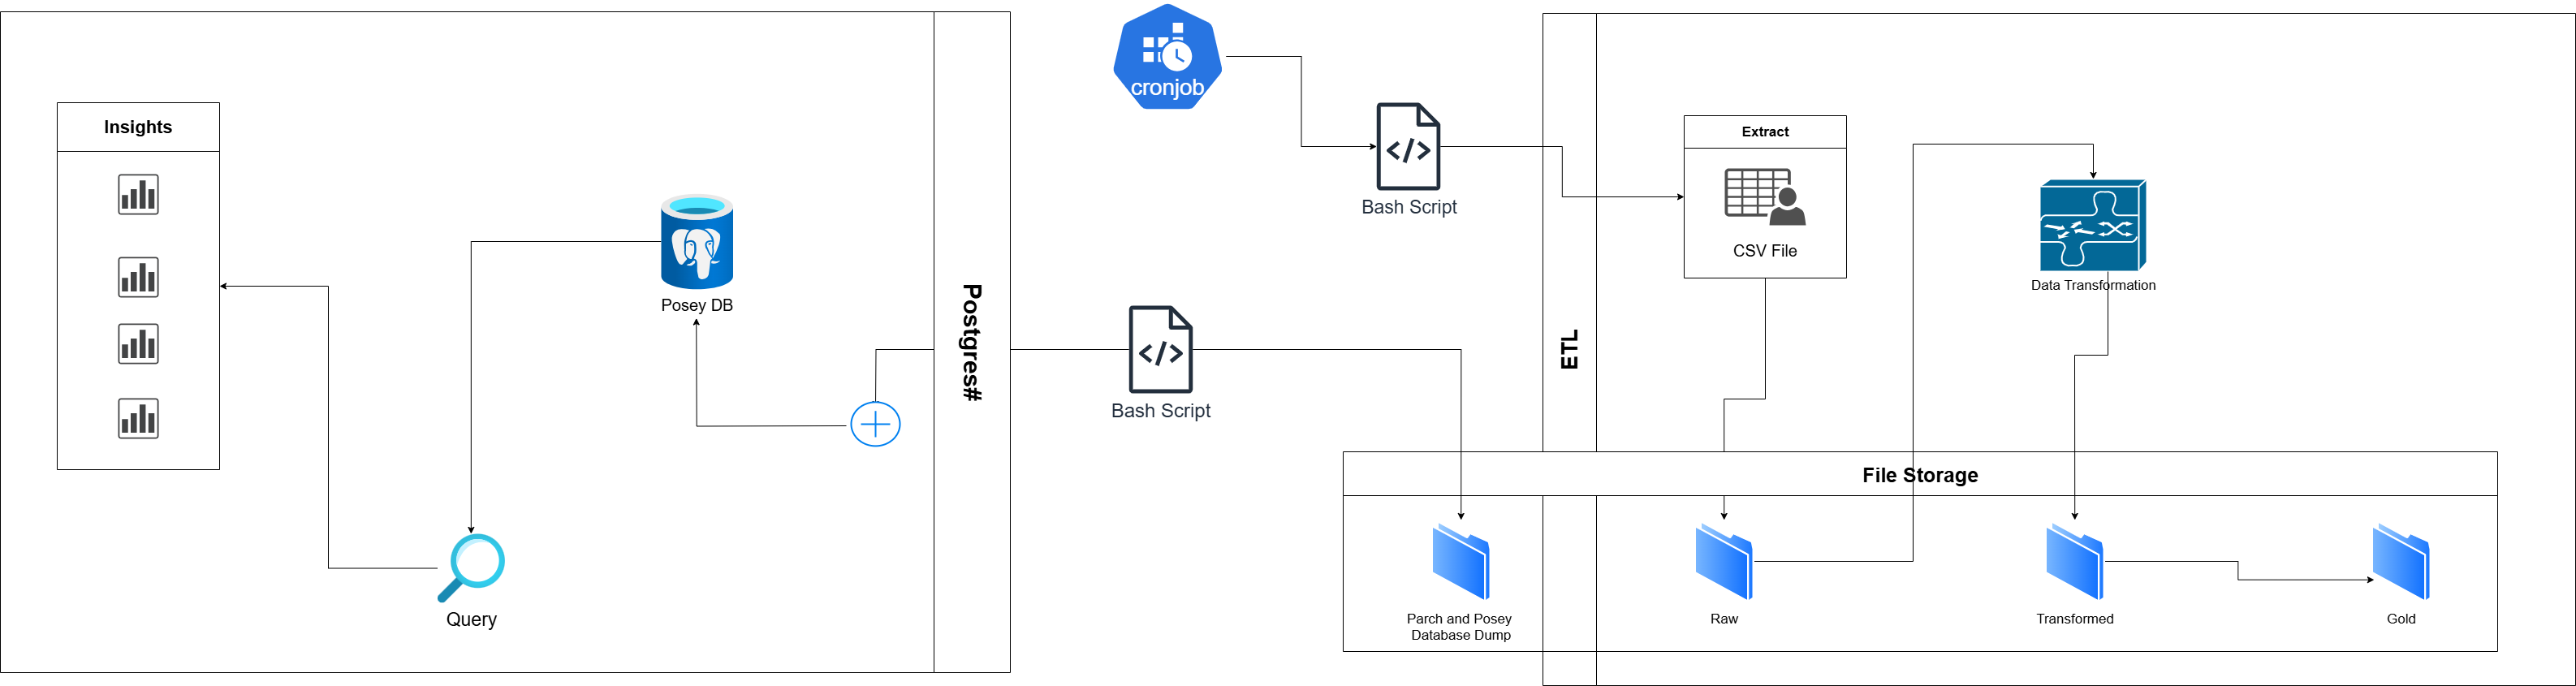 Insights
Posey DB
Query
Postgres#
cronjob
Bash Script
Bash Script
ETL
Extract
CSV File
Data Transformation
File Storage
Parch and Posey
Database Dump
Raw
Transformed
Gold